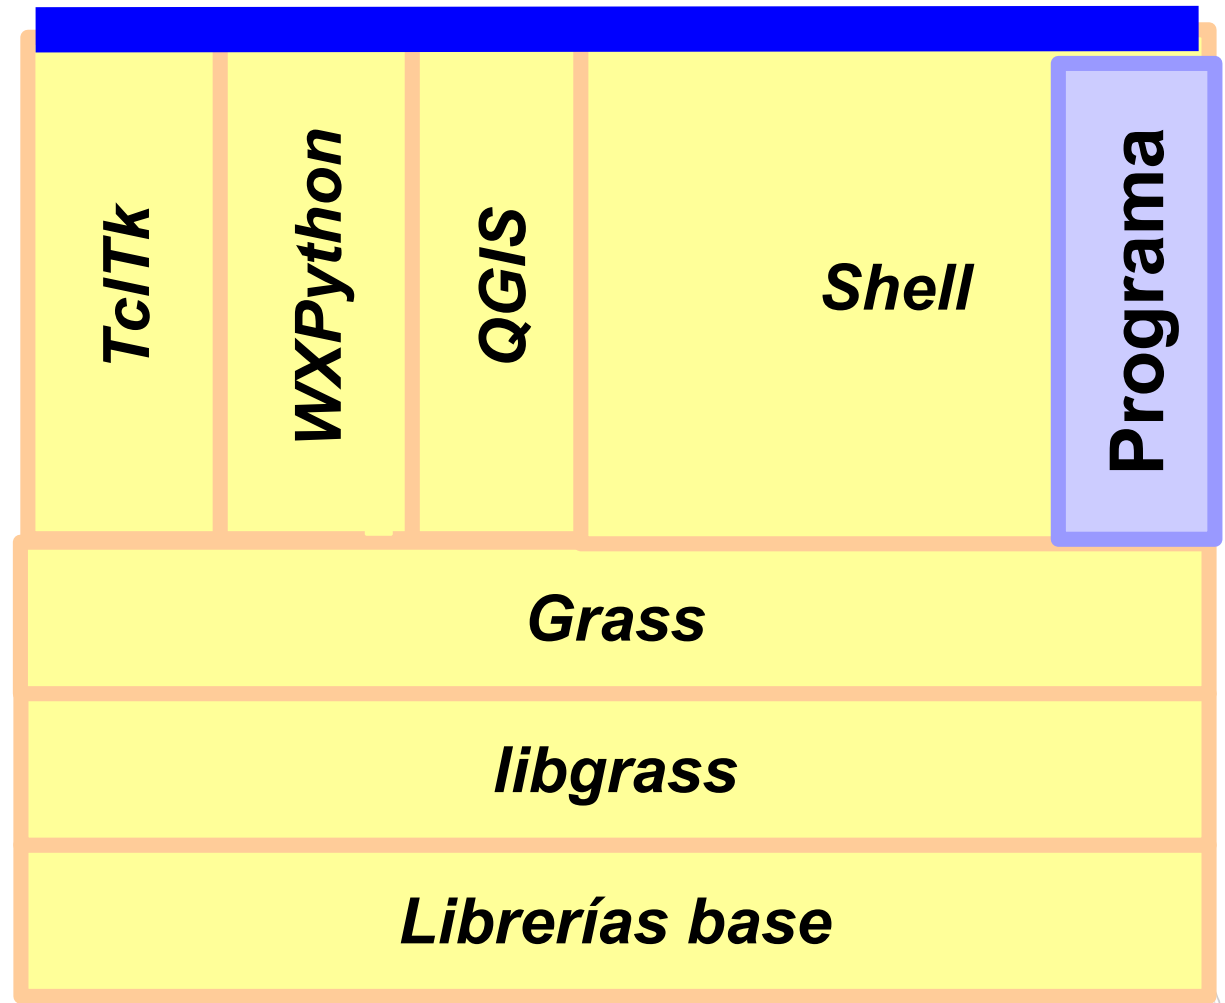 TclTk
WXPython
QGIS
Shell
Programa
Grass
libgrass
Librerías base